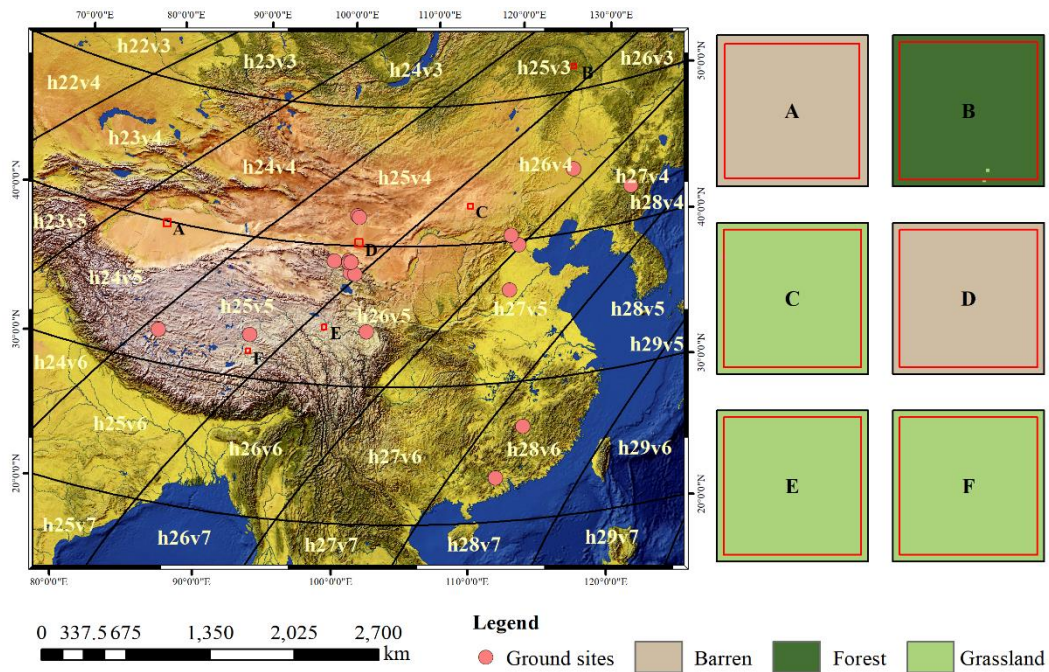 70°0'0"E 80°0'0"E 90°0'0"E 100°0'0"E 110°0'0"E 120°0'0"E 130°0'0"E
h22v3
h23v3
h24v3
h25v3
h26v3
B
50°0'0"N
h22v4
h23v4
h24v4
h25v4
h26v4
h27v4
h28v4
40°0'0"N
40°0'0"N
h23v5
A
C
D
h24v5
h25v5
h26v5
h27v5
h28v5
h29v5
E
F
30°0'0"N
30°0'0"N
h24v6
h25v6
h26v6
h27v6
h28v6
h29v6
20°0'0"N
20°0'0"N
h25v7
h26v7
h27v7
h28v7
h29v7
80°0'0"E 90°0'0"E 100°0'0"E 110°0'0"E 120°0'0"E
A B
C D
E F
0 337.5 675 1,350 2,025 2,700
km
Legend
Ground sites Barren Forest Grassland